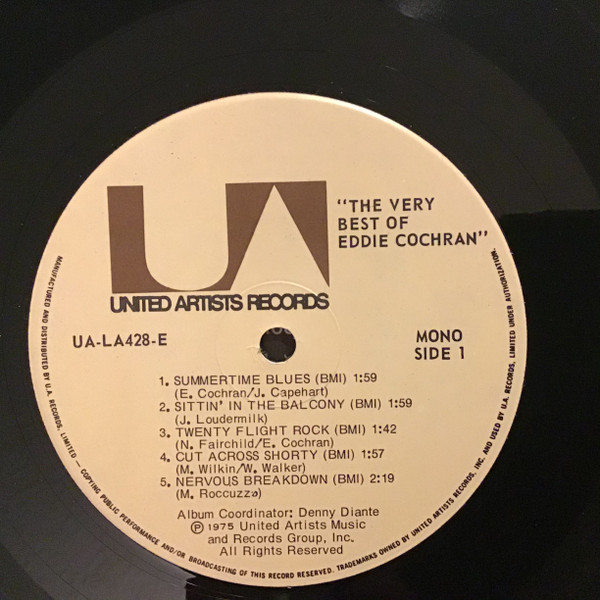 UA
"THE VERY
BEST OF
EDDIE COCHRAN"
UNITED ARTISTS RECORDS
UA-LA428-E
MONO
SIDE 1
1. SUMMERTIME BLUES (BMI) 1:59
(E. Cochran/J. Capehart)
2. SITTIN' IN THE BALCONY (BMI) 1:59
(J. Loudermilk)
3. TWENTY FLIGHT ROCK (BMI) 1:42
(N. Fairchild/E. Cochran)
4. CUT ACROSS SHORTY (BMI) 1:57
(M. Wilkin/W. Walker)
5. NERVOUS BREAKDOWN (BMI) 2:19
(M. Roccuzzo)
Album Coordinator: Denny Diante
Ⓟ 1975 United Artists Music
and Records Group, Inc.
All Rights Reserved
MANUFACTURED AND DISTRIBUTED BY U.A. RECORDS, LIMITED — COPYING PUBLIC PERFORMANCE AND/OR BROADCASTING OF THIS RECORD RESERVED. TRADEMARKS OWNED BY UNITED ARTISTS RECORDS, INC. AND USED BY U.A. RECORDS, LIMITED UNDER AUTHORIZATION.